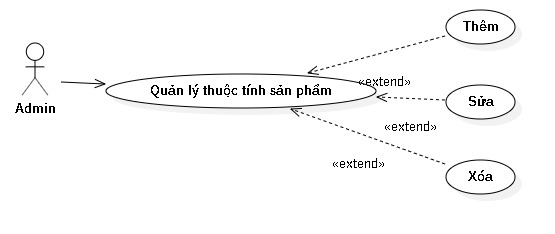 Thêm
«extend»
Quản lý thuộc tính sản phẩm
Admin
Sửa
«extend»
«extend»
Xóa